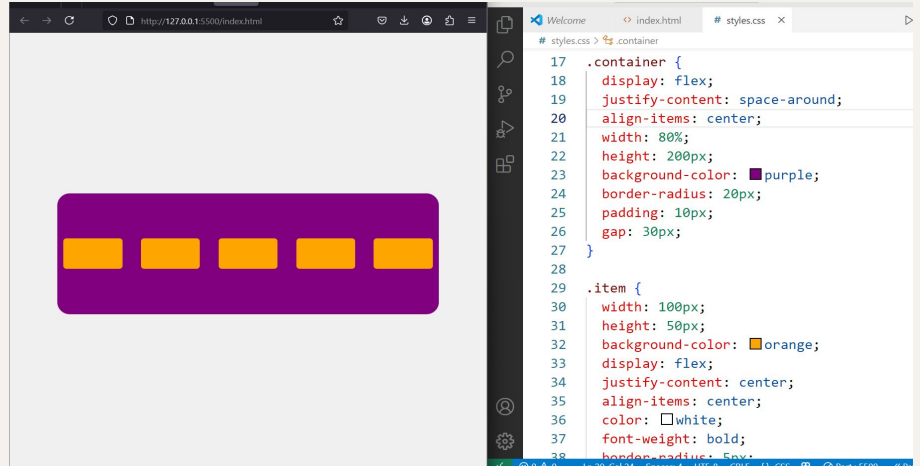 http://127.0.0.1:5500/index.html
Welcome
<> index.html
# styles.css ×
# styles.css > .container
17 .container {
18 display: flex;
19 justify-content: space-around;
20 align-items: center;
21 width: 80%;
22 height: 200px;
23 background-color: purple;
24 border-radius: 20px;
25 padding: 10px;
26 gap: 30px;
27 }
28
29 .item {
30 width: 100px;
31 height: 50px;
32 background-color: orange;
33 display: flex;
34 justify-content: center;
35 align-items: center;
36 color: white;
37 font-weight: bold;
38 border-radius: 5px;